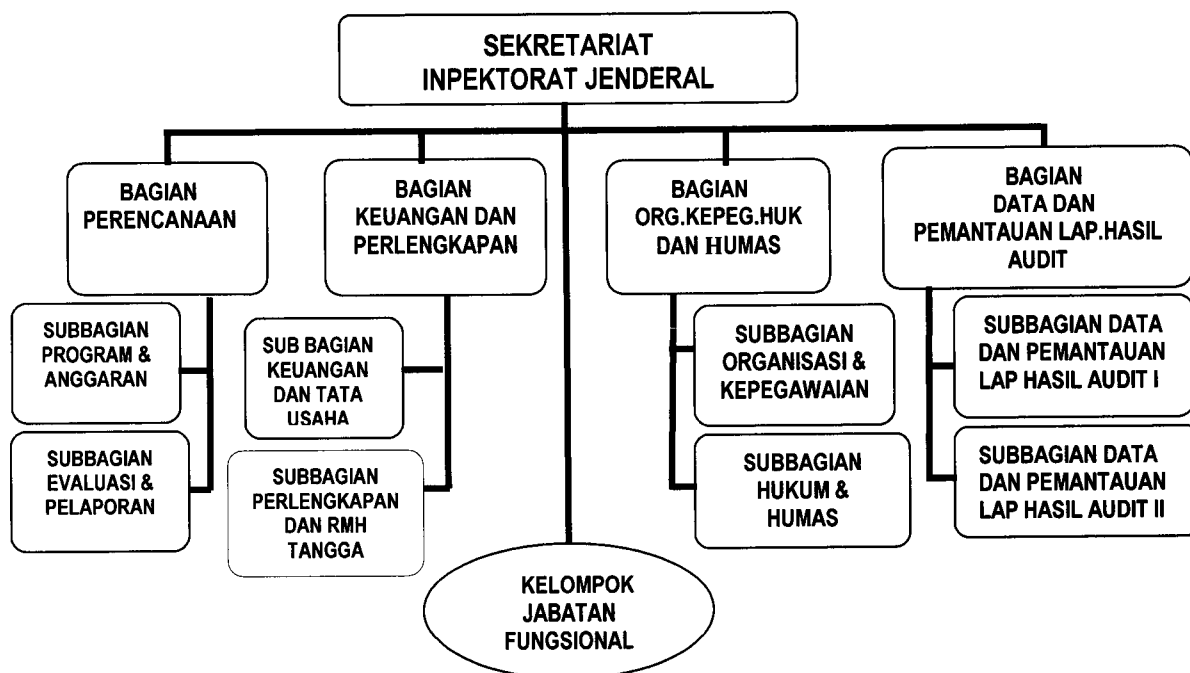 SEKRETARIAT
INPEKTORAT JENDERAL
BAGIAN
PERENCANAAN
BAGIAN
KEUANGAN DAN
PERLENGKAPAN
BAGIAN
ORG.KEPEG.HUK
DAN HUMAS
BAGIAN
DATA DAN
PEMANTAUAN LAP.HASIL
AUDIT
SUBBAGIAN
PROGRAM &
ANGGARAN
SUB BAGIAN
KEUANGAN
DAN TATA
USAHA
SUBBAGIAN
ORGANISASI &
KEPEGAWAIAN
SUBBAGIAN DATA
DAN PEMANTAUAN
LAP HASIL AUDIT I
SUBBAGIAN
EVALUASI &
PELAPORAN
SUBBAGIAN
PERLENGKAPAN
DAN RMH
TANGGA
SUBBAGIAN
HUKUM &
HUMAS
SUBBAGIAN DATA
DAN PEMANTAUAN
LAP HASIL AUDIT II
KELOMPOK
JABATAN
FUNGSIONAL